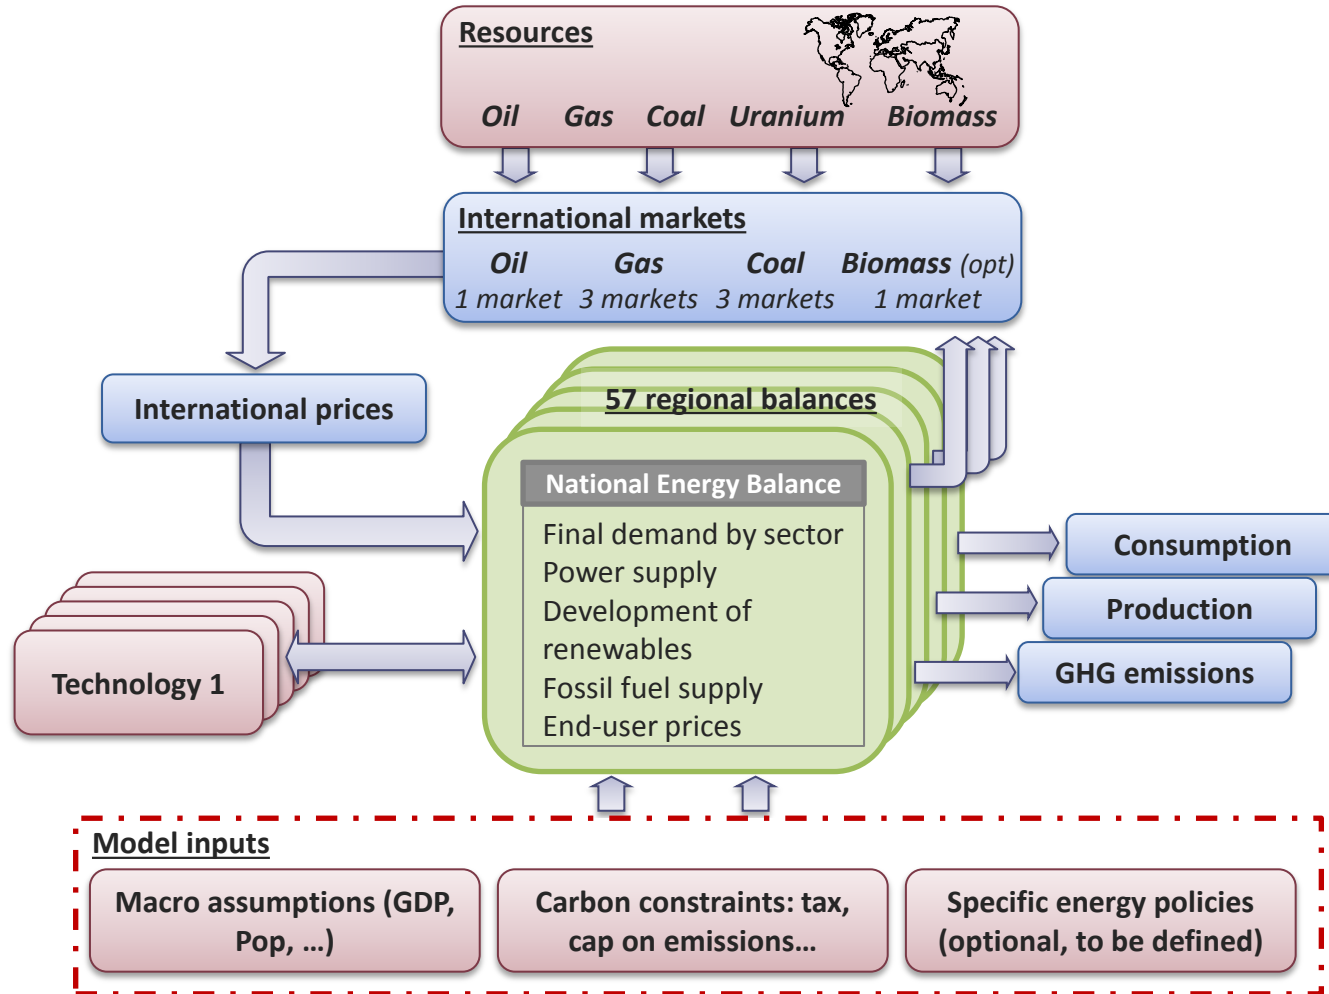 Resources
Oil Gas Coal Uranium Biomass
International markets
Oil Gas Coal Biomass (opt)
1 market 3 markets 3 markets 1 market
International prices
57 regional balances
National Energy Balance
Final demand by sector
Power supply
Development of
renewables
Fossil fuel supply
End-user prices
Consumption
Production
GHG emissions
Technology 1
Model inputs
Macro assumptions (GDP,
Pop, ...)
Carbon constraints: tax,
cap on emissions...
Specific energy policies
(optional, to be defined)